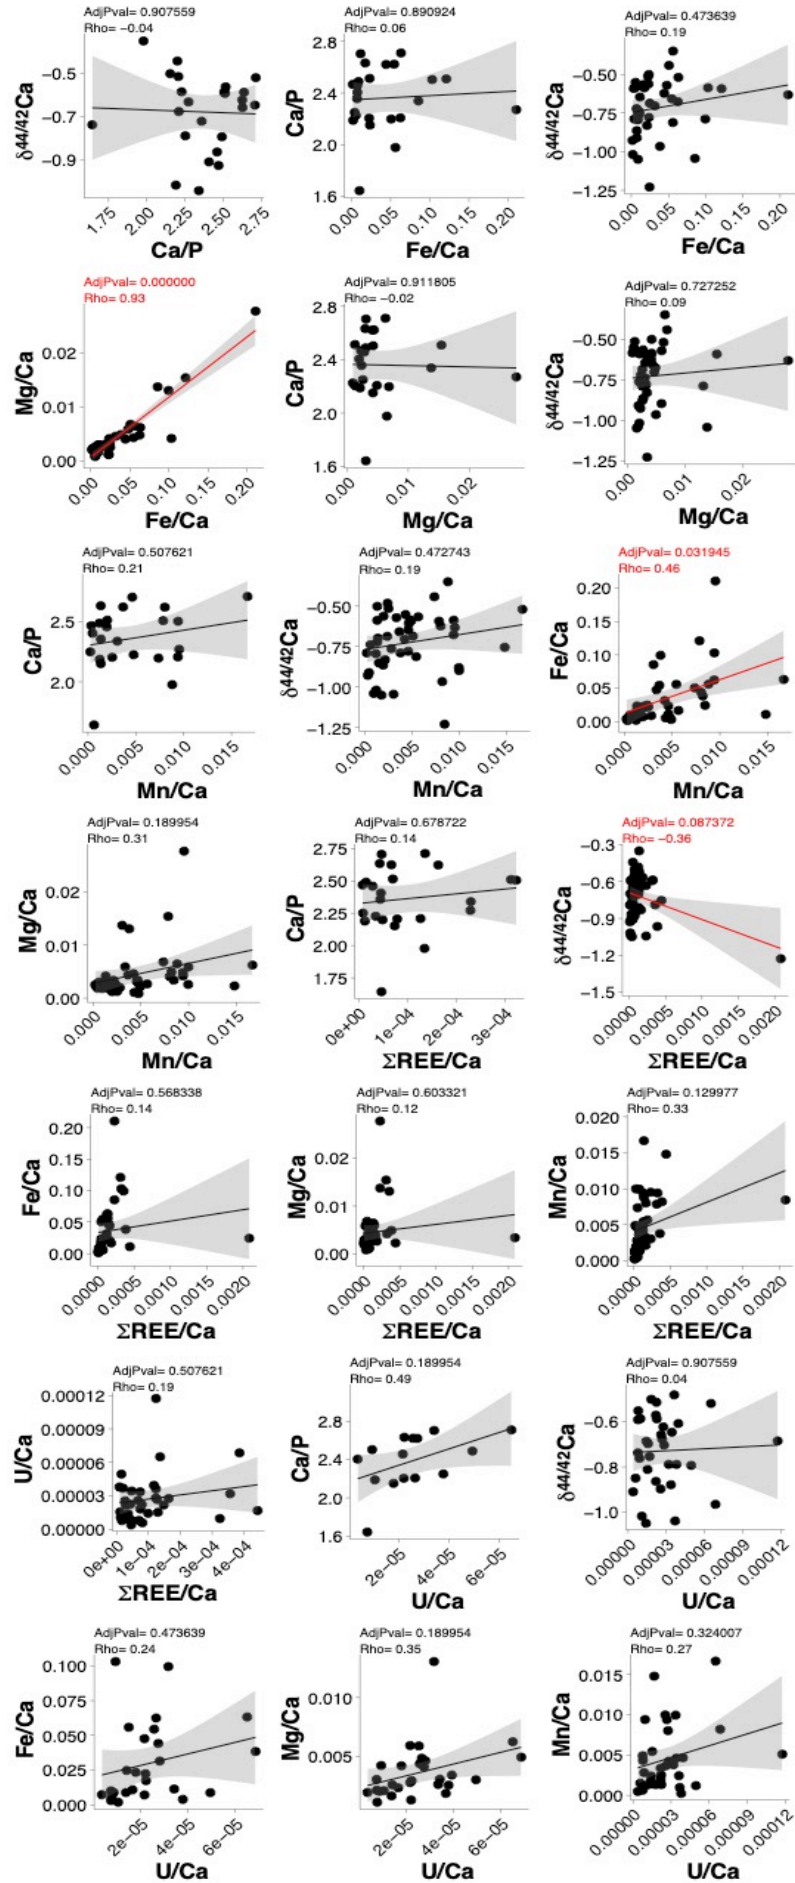 AdjPval= 0.907559
Rho= −0.04
δ44/42Ca
−0.5
−0.7
−0.9
1.75
2.00
2.25
2.50
2.75
Ca/P
AdjPval= 0.890924
Rho= 0.06
Ca/P
2.8
2.4
2.0
1.6
0.00
0.05
0.10
0.15
0.20
Fe/Ca
AdjPval= 0.473639
Rho= 0.19
δ44/42Ca
−0.50
−0.75
−1.00
−1.25
0.00
0.05
0.10
0.15
0.20
Fe/Ca
AdjPval= 0.000000
Rho= 0.93
Mg/Ca
0.02
0.01
0.00
0.00
0.05
0.10
0.15
0.20
Fe/Ca
AdjPval= 0.911805
Rho= −0.02
Ca/P
2.8
2.4
2.0
1.6
0.00
0.01
0.02
Mg/Ca
AdjPval= 0.727252
Rho= 0.09
δ44/42Ca
−0.50
−0.75
−1.00
−1.25
0.00
0.01
0.02
Mg/Ca
AdjPval= 0.507621
Rho= 0.21
Ca/P
2.5
2.0
0.000
0.005
0.010
0.015
Mn/Ca
AdjPval= 0.472743
Rho= 0.19
δ44/42Ca
−0.50
−0.75
−1.00
−1.25
0.000
0.005
0.010
0.015
Mn/Ca
AdjPval= 0.031945
Rho= 0.46
Fe/Ca
0.20
0.15
0.10
0.05
0.00
0.000
0.005
0.010
0.015
Mn/Ca
AdjPval= 0.189954
Rho= 0.31
Mg/Ca
0.02
0.01
0.00
0.000
0.005
0.010
0.015
Mn/Ca
AdjPval= 0.678722
Rho= 0.14
Ca/P
2.75
2.50
2.25
2.00
1.75
0e+00
1e−04
2e−04
3e−04
ΣREE/Ca
AdjPval= 0.087372
Rho= −0.36
δ44/42Ca
−0.3
−0.6
−0.9
−1.2
−1.5
0.0000
0.0005
0.0010
0.0015
0.0020
ΣREE/Ca
AdjPval= 0.568338
Rho= 0.14
Fe/Ca
0.20
0.15
0.10
0.05
0.00
0.0000
0.0005
0.0010
0.0015
0.0020
ΣREE/Ca
AdjPval= 0.603321
Rho= 0.12
Mg/Ca
0.02
0.01
0.00
0.0000
0.0005
0.0010
0.0015
0.0020
ΣREE/Ca
AdjPval= 0.129977
Rho= 0.33
Mn/Ca
0.020
0.015
0.010
0.005
0.000
0.0000
0.0005
0.0010
0.0015
0.0020
ΣREE/Ca
AdjPval= 0.507621
Rho= 0.19
U/Ca
0.00012
0.00009
0.00006
0.00003
0.00000
0e+00
1e−04
2e−04
3e−04
4e−04
ΣREE/Ca
AdjPval= 0.189954
Rho= 0.49
Ca/P
2.8
2.4
2.0
1.6
2e−05
4e−05
6e−05
U/Ca
AdjPval= 0.907559
Rho= 0.04
δ44/42Ca
−0.6
−0.8
−1.0
0.00000
0.00003
0.00006
0.00009
0.00012
U/Ca
AdjPval= 0.473639
Rho= 0.24
Fe/Ca
0.100
0.075
0.050
0.025
0.000
2e−05
4e−05
6e−05
U/Ca
AdjPval= 0.189954
Rho= 0.35
Mg/Ca
0.010
0.005
2e−05
4e−05
6e−05
U/Ca
AdjPval= 0.324007
Rho= 0.27
Mn/Ca
0.015
0.010
0.005
0.000
0.00000
0.00003
0.00006
0.00009
0.00012
U/Ca